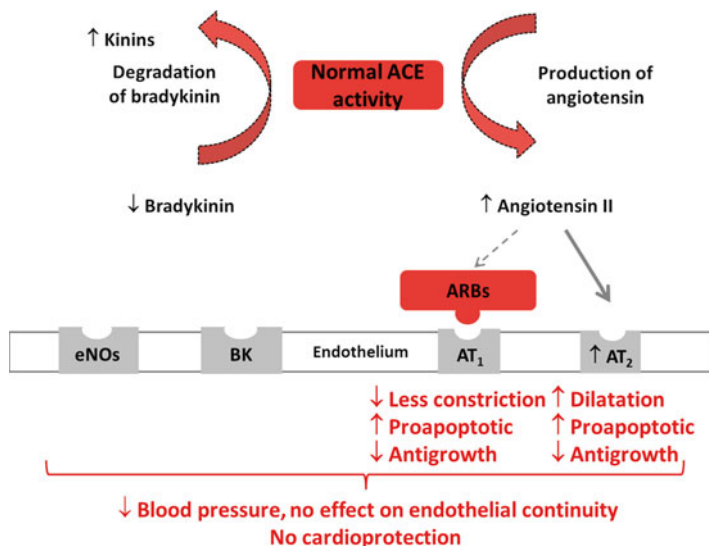 ↑ Kinins
Degradation
of bradykinin
Normal ACE
activity
Production of
angiotensin
↓ Bradykinin
↑ Angiotensin II
ARBs
eNOs
BK
Endothelium
AT₁
↑ AT₂
↓ Less constriction
↑ Proapoptotic
↓ Antigrowth
↑ Dilatation
↑ Proapoptotic
↓ Antigrowth
↓ Blood pressure, no effect on endothelial continuity
No cardioprotection